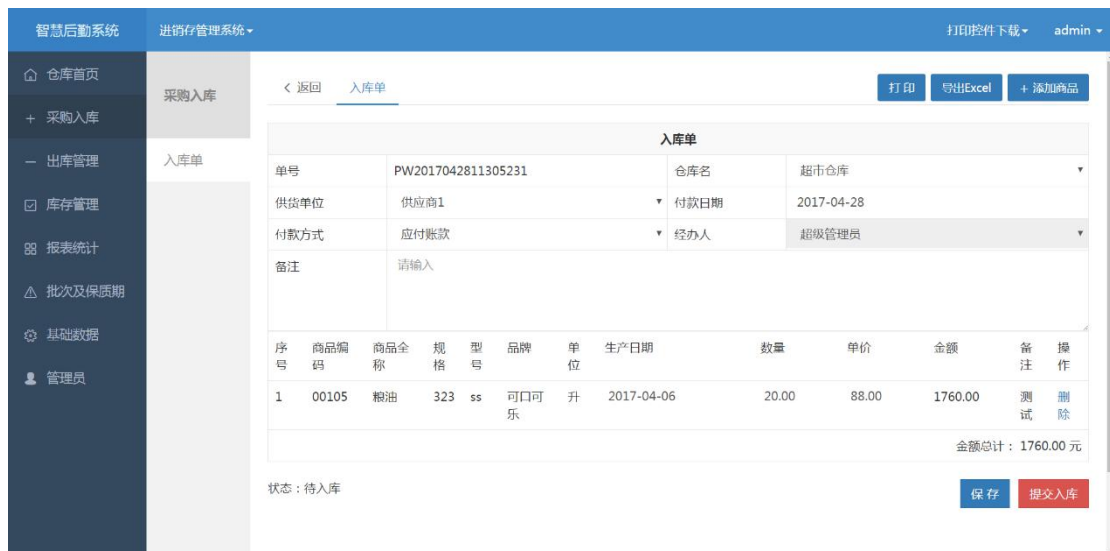 智慧后勤系统 进销存管理系统 打印控件下载 admin
仓库首页
采购入库
出库管理
库存管理
报表统计
批次及保质期
基础数据
管理员
采购入库
入库单
返回 入库单 打印 导出Excel + 添加商品
入库单
单号 PW2017042811305231 仓库名 超市仓库
供货单位 供应商1 付款日期 2017-04-28
付款方式 应付账款 经办人 超级管理员
备注 请输入
序号 商品编码 商品全称 规格 型号 品牌 单位 生产日期 数量 单价 金额 备注 操作
1 00105 粮油 323 ss 可口可乐 升 2017-04-06 20.00 88.00 1760.00 测试 删除
金额总计：1760.00 元
状态：待入库 保存 提交入库